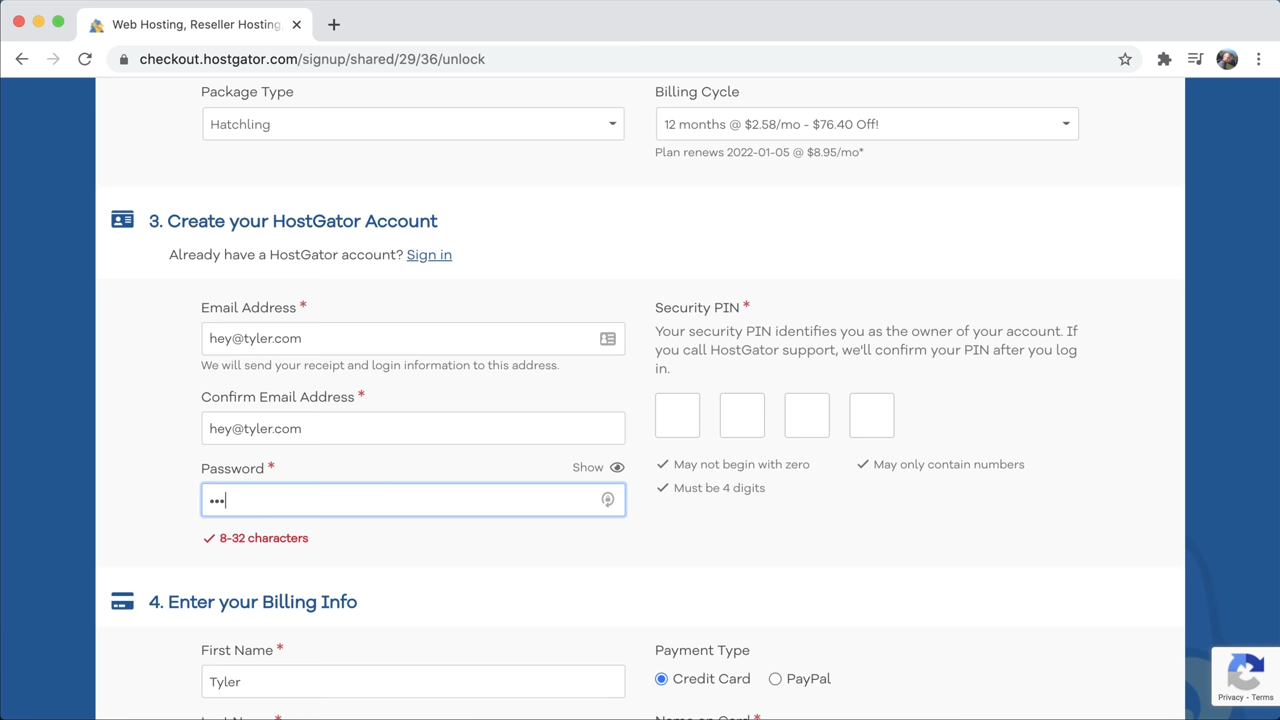 Web Hosting, Reseller Hosting,
checkout.hostgator.com/signup/shared/29/36/unlock
Package Type
Hatchling
Billing Cycle
12 months @ $2.58/mo - $76.40 Off!
Plan renews 2022-01-05 @ $8.95/mo*
3. Create your HostGator Account
Already have a HostGator account? Sign in
Email Address *
hey@tyler.com
We will send your receipt and login information to this address.
Confirm Email Address *
hey@tyler.com
Password *
Show
•••
8-32 characters
Security PIN *
Your security PIN identifies you as the owner of your account. If
you call HostGator support, we'll confirm your PIN after you log
in.
May not begin with zero
May only contain numbers
Must be 4 digits
4. Enter your Billing Info
First Name *
Tyler
Payment Type
Credit Card
PayPal
Privacy - Terms